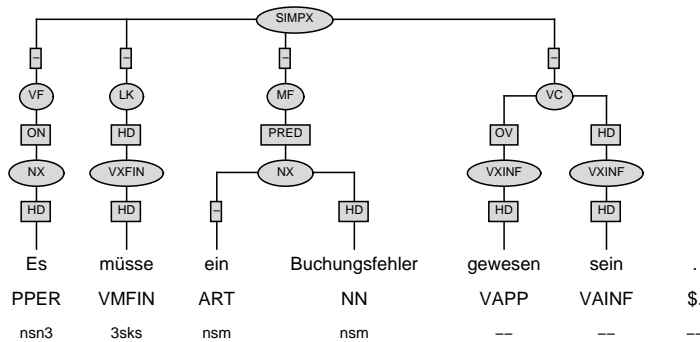 SIMPX
– – – –
VF LK MF VC
ON HD PRED OV HD
NX VXFIN NX VXINF VXINF
HD HD – HD HD HD
Es müsse ein Buchungsfehler gewesen sein .
PPER VMFIN ART NN VAPP VAINF $.
nsn3 3sks nsm nsm –– –– ––